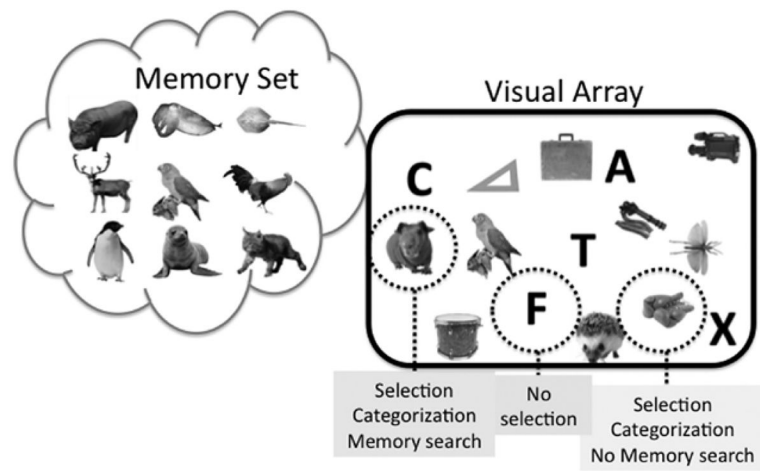 Memory Set
Visual Array
C
A
T
F
X
Selection
Categorization
Memory search
No
selection
Selection
Categorization
No Memory search